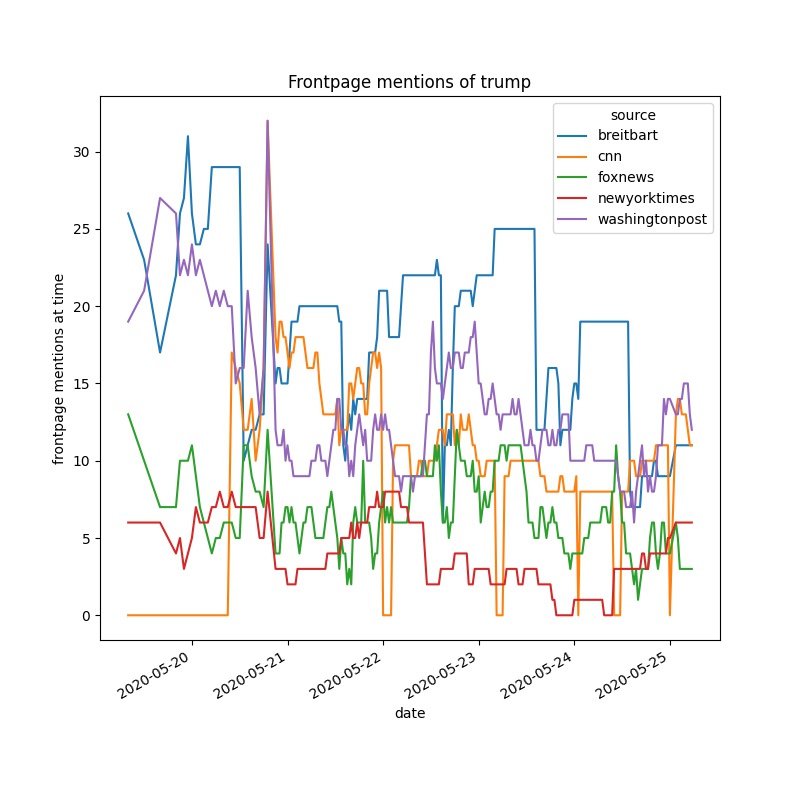 Frontpage mentions of trump
source
breitbart
cnn
foxnews
newyorktimes
washingtonpost
frontpage mentions at time
30
25
20
15
10
5
0
2020-05-20
2020-05-21
2020-05-22
2020-05-23
2020-05-24
2020-05-25
date